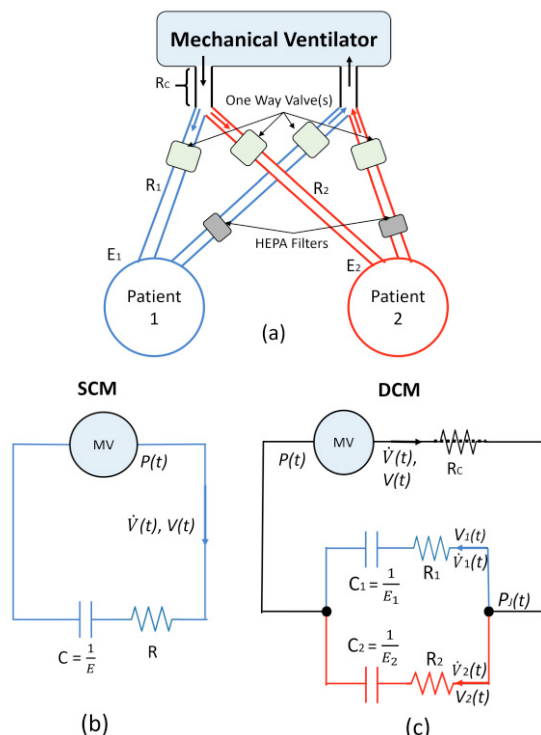 Mechanical Ventilator
Rc
One Way Valve(s)
R1
R2
HEPA Filters
E1
E2
Patient
1
Patient
2
(a)
SCM
DCM
MV
P(t)
V̇(t), V(t)
C = 1/E
R
(b)
P(t)
MV
V̇(t),
V(t)
Rc
V1(t)
V̇1(t)
R1
C1 = 1/E1
PJ(t)
C2 = 1/E2
R2
V̇2(t)
V2(t)
(c)